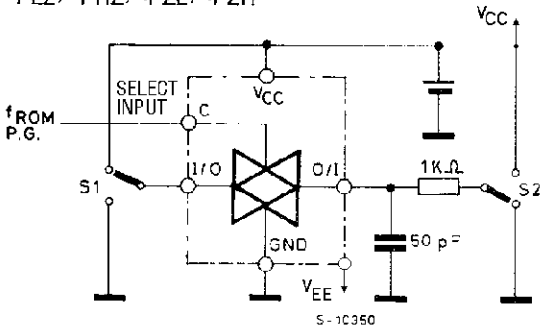 VCC
SELECT
INPUT
VCC
fROM
P.G.
C
I/O
O/I
1KΩ
S1
S2
GND
50 pF
VEE
S-10350